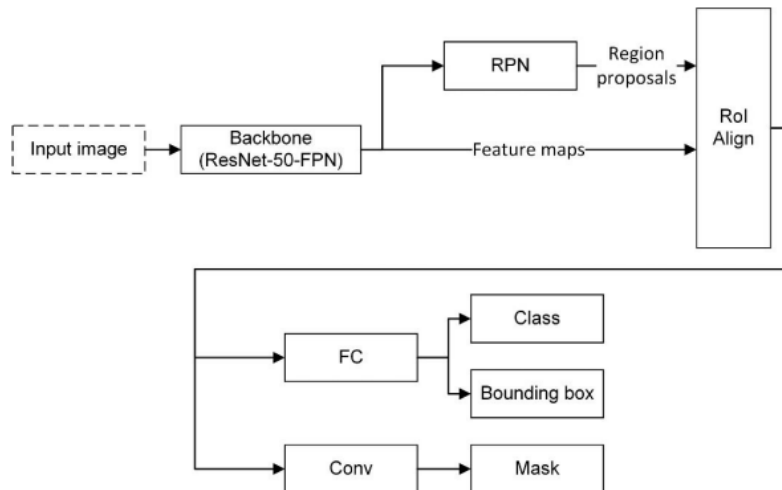 RPN
Region
proposals
RoI
Align
Input image
Backbone
(ResNet-50-FPN)
Feature maps
FC
Class
Bounding box
Conv
Mask